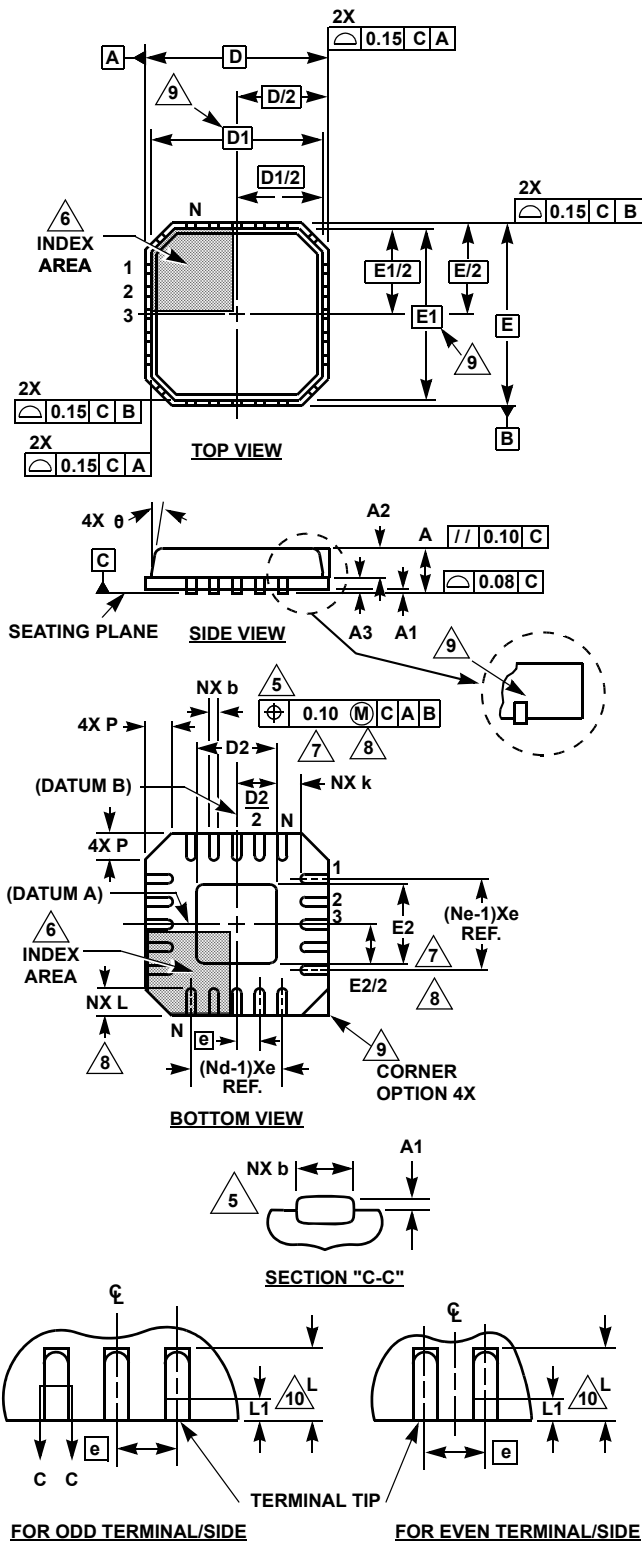 2X
0.15 C A
A
D
D/2
9
D1
D1/2
2X
0.15 C B
6
INDEX
AREA
N
1
2
3
E1/2
E/2
E1
E
9
2X
0.15 C B
2X
0.15 C A
B
TOP VIEW
4X θ
A2
A
// 0.10 C
C
0.08 C
SEATING PLANE
SIDE VIEW
A3
A1
9
NX b
5
⌖ 0.10 Ⓜ C A B
4X P
D2
7
8
(DATUM B)
D2
2
N
NX k
4X P
1
(DATUM A)
2
3
(Ne-1)Xe
REF.
6
INDEX
AREA
E2
7
E2/2
8
NX L
8
N
e
(Nd-1)Xe
REF.
9
CORNER
OPTION 4X
BOTTOM VIEW
NX b
A1
5
SECTION "C-C"
C
L
C
L
L1
10
L
L1
10
L
C
C
e
e
TERMINAL TIP
FOR ODD TERMINAL/SIDE
FOR EVEN TERMINAL/SIDE